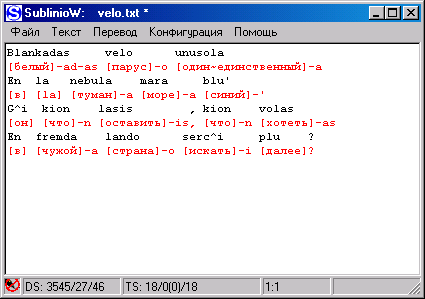 SublinioW: velo.txt *
Файл Текст Перевод Конфигурация Помощь
Blankadas velo unusola
[белый]-ad-as [парус]-o [один~единственный]-a
En la nebula mara blu'
[в] [la] [туман]-a [море]-a [синий]-'
G^i kion lasis , kion volas
[он] [что]-n [оставить]-is, [что]-n [хотеть]-as
En fremda lando serc^i plu ?
[в] [чужой]-a [страна]-o [искать]-i [далее]?
DS: 3545/27/46 TS: 18/0(0)/18 1:1